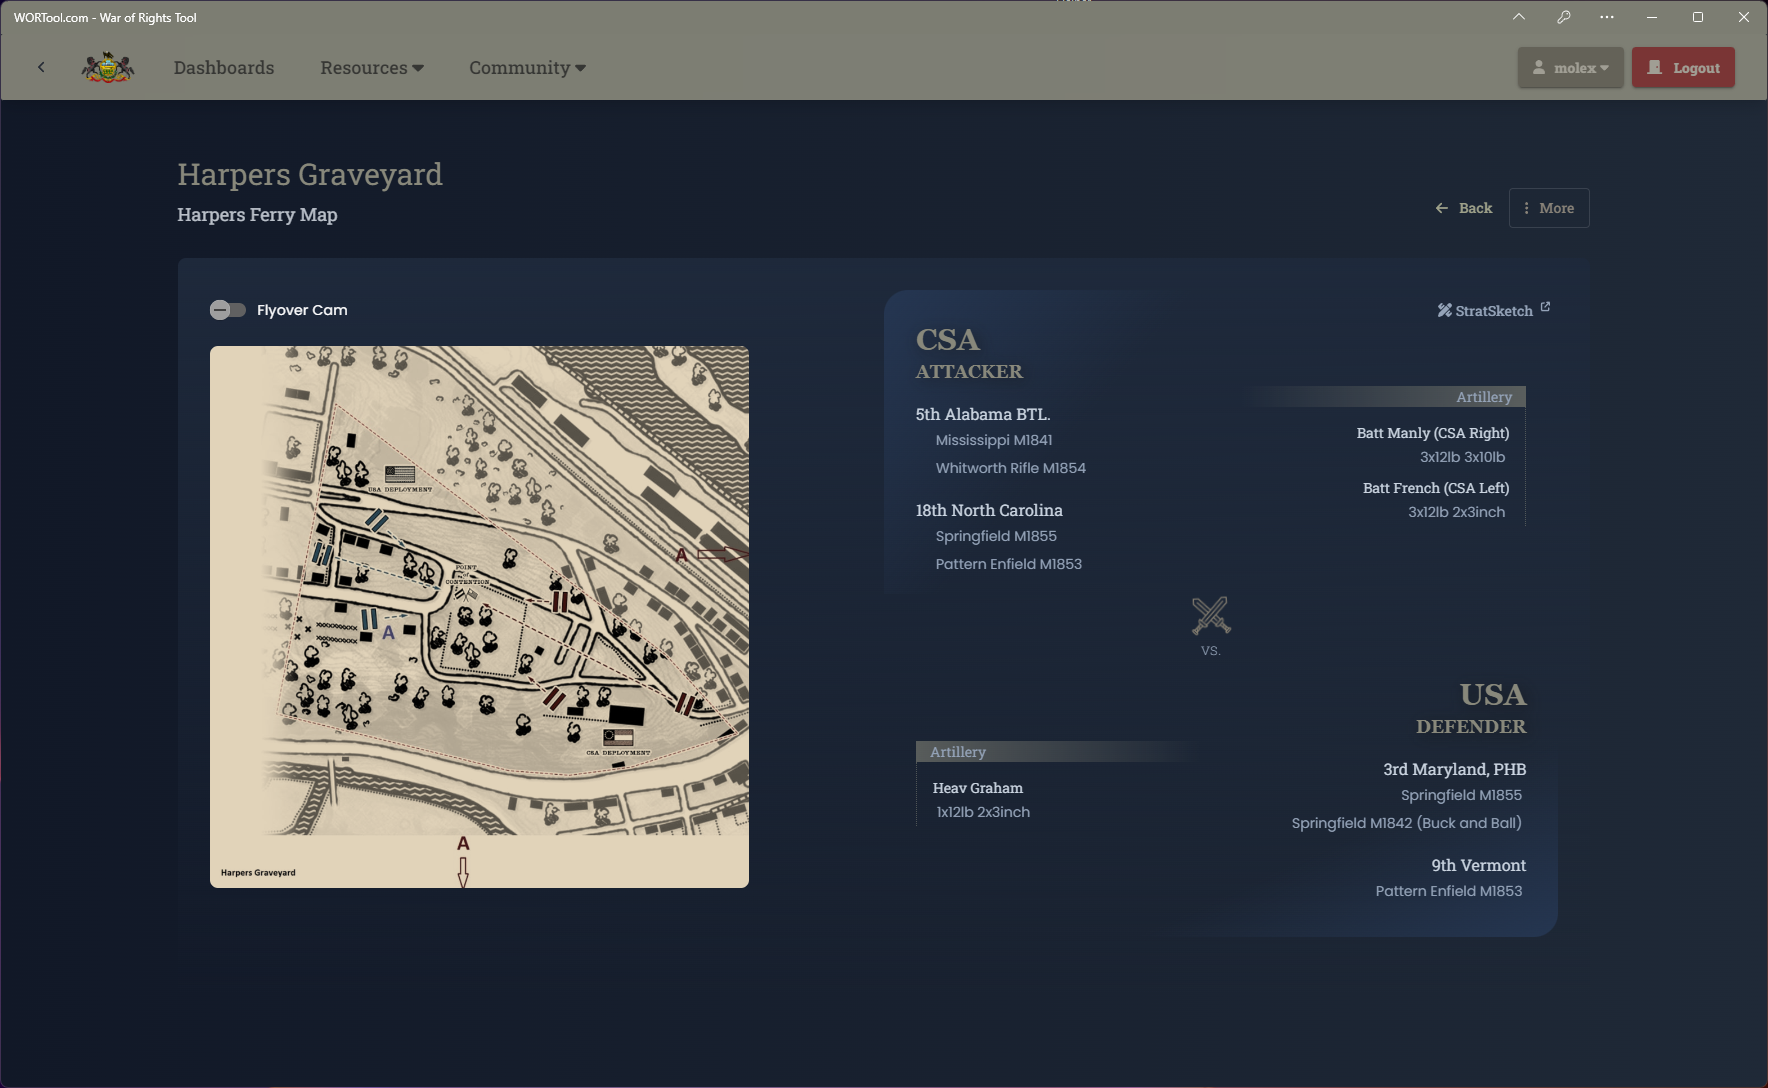 WORTool.com - War of Rights Tool
Dashboards
Resources
Community
molex
Logout
Harpers Graveyard
Harpers Ferry Map
Back
More
Flyover Cam
USA DEPLOYMENT
A
POINT
of
CONTENTION
A
CSA DEPLOYMENT
A
Harpers Graveyard
StratSketch
CSA
ATTACKER
5th Alabama BTL.
Mississippi M1841
Whitworth Rifle M1854
18th North Carolina
Springfield M1855
Pattern Enfield M1853
Artillery
Batt Manly (CSA Right)
3x12lb 3x10lb
Batt French (CSA Left)
3x12lb 2x3inch
VS.
USA
DEFENDER
3rd Maryland, PHB
Springfield M1855
Springfield M1842 (Buck and Ball)
9th Vermont
Pattern Enfield M1853
Artillery
Heav Graham
1x12lb 2x3inch